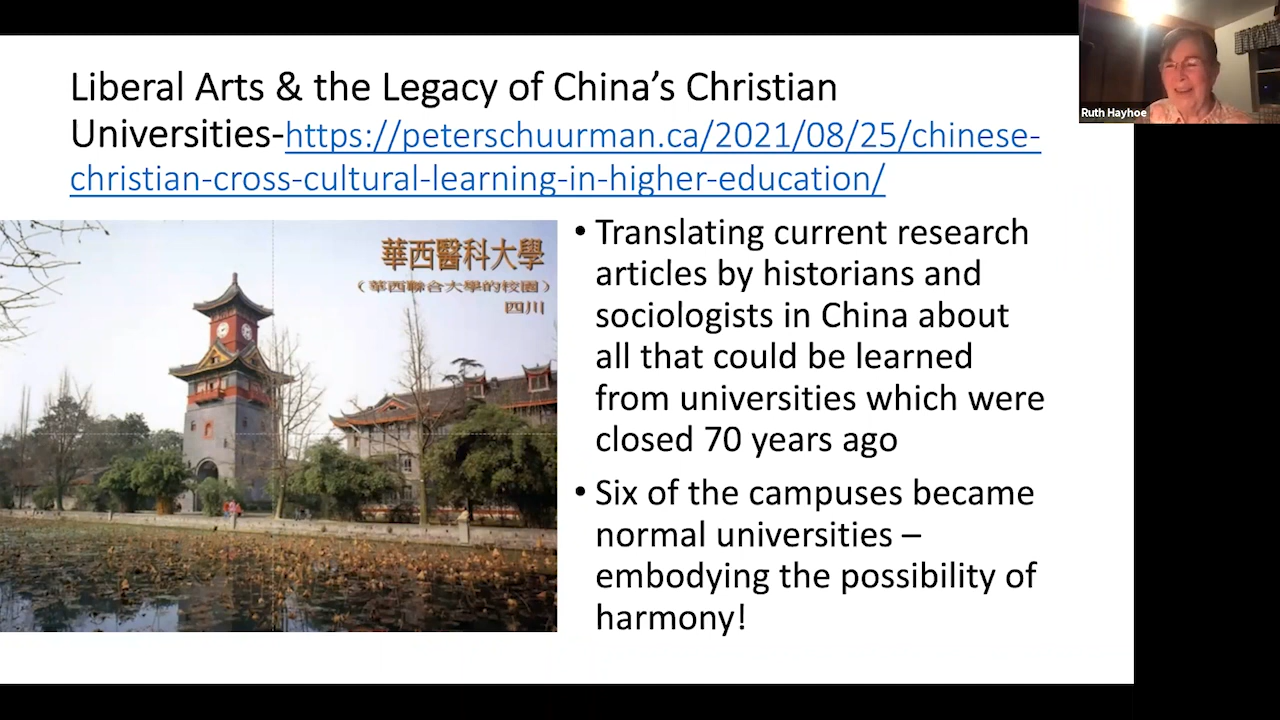 Liberal Arts & the Legacy of China’s Christian
Universities-https://peterschuurman.ca/2021/08/25/chinese-
christian-cross-cultural-learning-in-higher-education/
Ruth Hayhoe
華西醫科大學
（華西聯合大學的校園）
四川
• Translating current research
articles by historians and
sociologists in China about
all that could be learned
from universities which were
closed 70 years ago
• Six of the campuses became
normal universities –
embodying the possibility of
harmony!